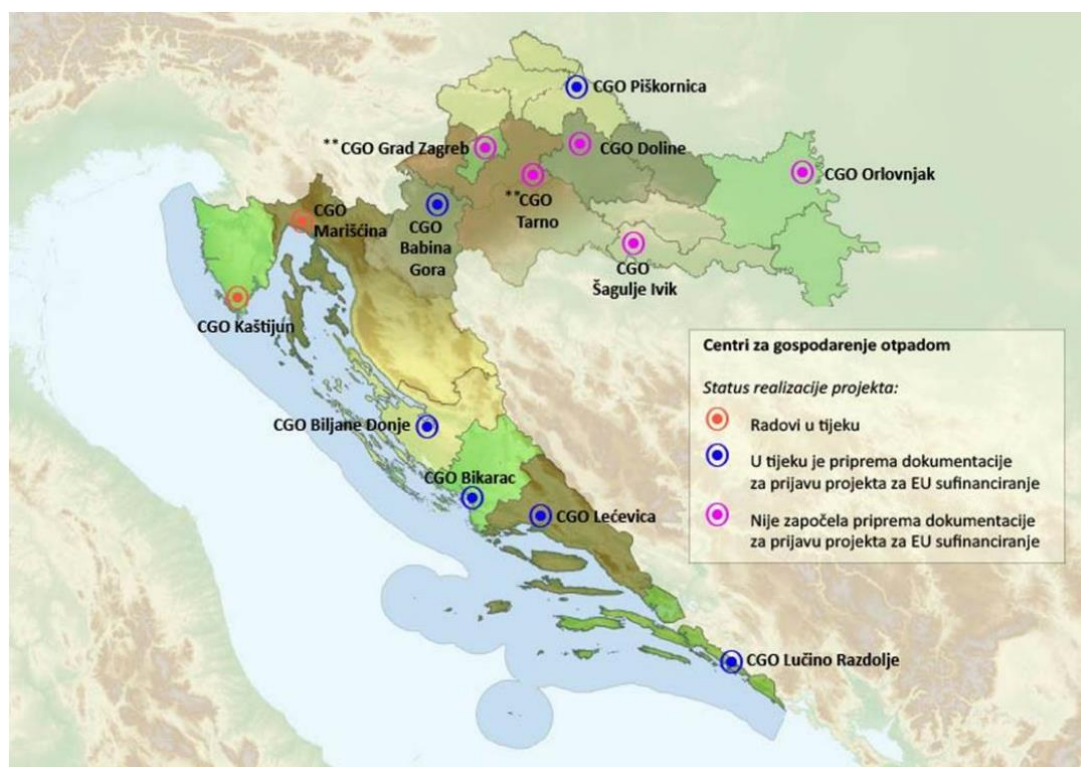 CGO Piškornica
**CGO Grad Zagreb
CGO Doline
CGO Orlovnjak
**CGO
Tarno
CGO
Marišćina
CGO
Babina
Gora
CGO
Šagulje Ivik
CGO Kaštijun
CGO Biljane Donje
CGO Bikarac
CGO Lećevica
CGO Lučino Razdolje
Centri za gospodarenje otpadom
Status realizacije projekta:
Radovi u tijeku
U tijeku je priprema dokumentacije
za prijavu projekta za EU sufinanciranje
Nije započela priprema dokumentacije
za prijavu projekta za EU sufinanciranje